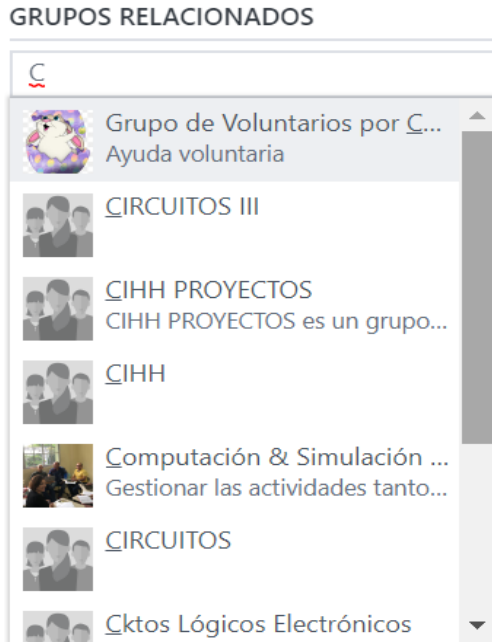 GRUPOS RELACIONADOS
C
Grupo de Voluntarios por C...
Ayuda voluntaria
CIRCUITOS III
CIHH PROYECTOS
CIHH PROYECTOS es un grupo...
CIHH
Computación & Simulación ...
Gestionar las actividades tanto...
CIRCUITOS
Cktos Lógicos Electrónicos